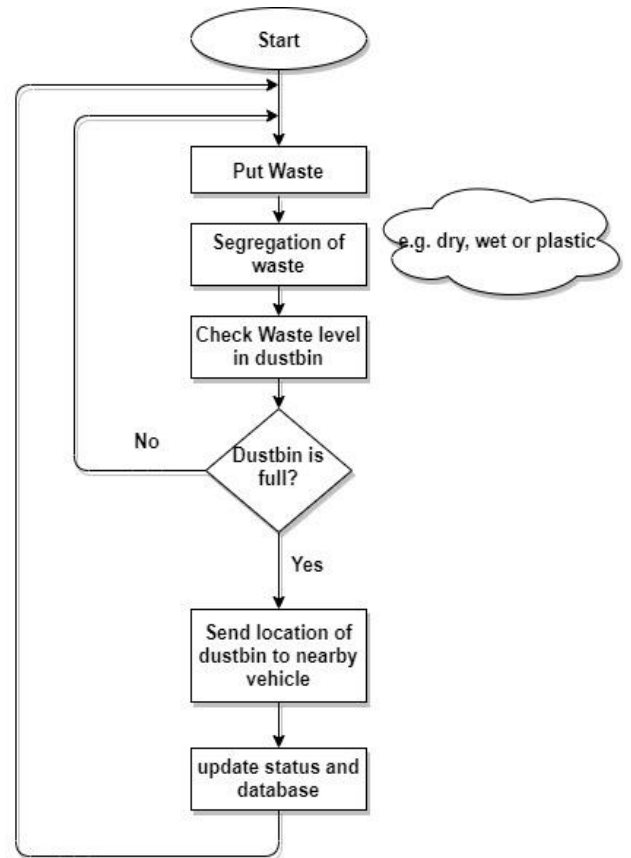 Start
Put Waste
Segregation of
waste
e.g. dry, wet or plastic
Check Waste level
in dustbin
No
Dustbin is
full?
Yes
Send location of
dustbin to nearby
vehicle
update status and
database